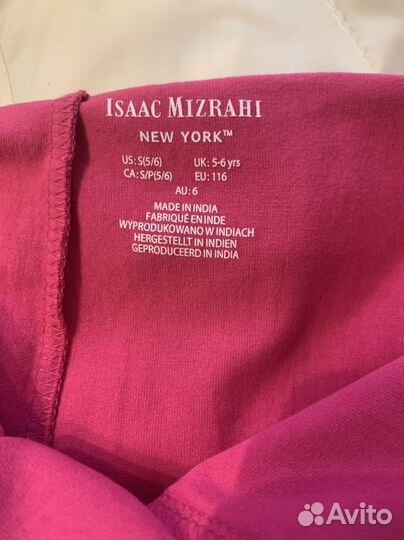 ISAAC MIZRAHI
NEW YORK™
US: S(5/6) UK: 5-6 yrs
CA: S/P(5/6) EU: 116
AU: 6
MADE IN INDIA
FABRIQUÉ EN INDE
WYPRODUKOWANO W INDIACH
HERGESTELLT IN INDIEN
GEPRODUCEERD IN INDIA
Avito